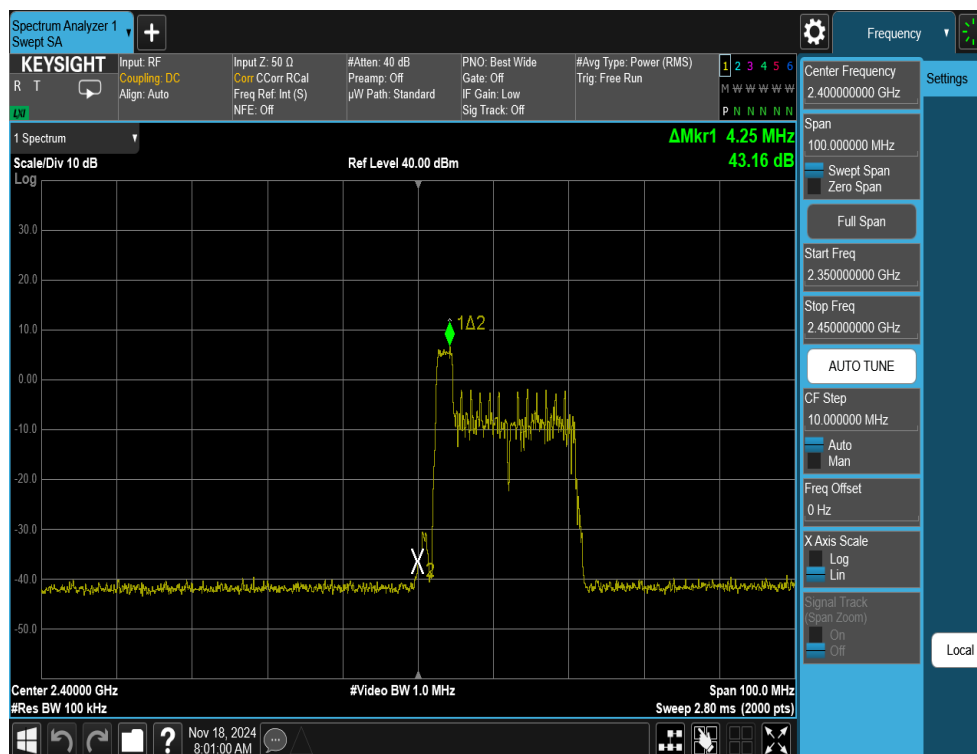 Spectrum Analyzer 1
Swept SA
Frequency
KEYSIGHT
R T
LXI
Input: RF
Coupling: DC
Align: Auto
Input Z: 50 Ω
Corr CCorr RCal
Freq Ref: Int (S)
NFE: Off
#Atten: 40 dB
Preamp: Off
µW Path: Standard
PNO: Best Wide
Gate: Off
IF Gain: Low
Sig Track: Off
#Avg Type: Power (RMS)
Trig: Free Run
1 2 3 4 5 6
M W W W W W
P N N N N N
1 Spectrum
ΔMkr1 4.25 MHz
Scale/Div 10 dB
Ref Level 40.00 dBm
43.16 dB
Log
30.0
20.0
10.0
0.00
-10.0
-20.0
-30.0
-40.0
-50.0
1Δ2
X2
Center 2.40000 GHz
#Video BW 1.0 MHz
Span 100.0 MHz
#Res BW 100 kHz
Sweep 2.80 ms (2000 pts)
Center Frequency
2.400000000 GHz
Settings
Span
100.000000 MHz
Swept Span
Zero Span
Full Span
Start Freq
2.350000000 GHz
Stop Freq
2.450000000 GHz
AUTO TUNE
CF Step
10.000000 MHz
Auto
Man
Freq Offset
0 Hz
X Axis Scale
Log
Lin
Signal Track
(Span Zoom)
On
Off
Local
?
Nov 18, 2024
8:01:00 AM